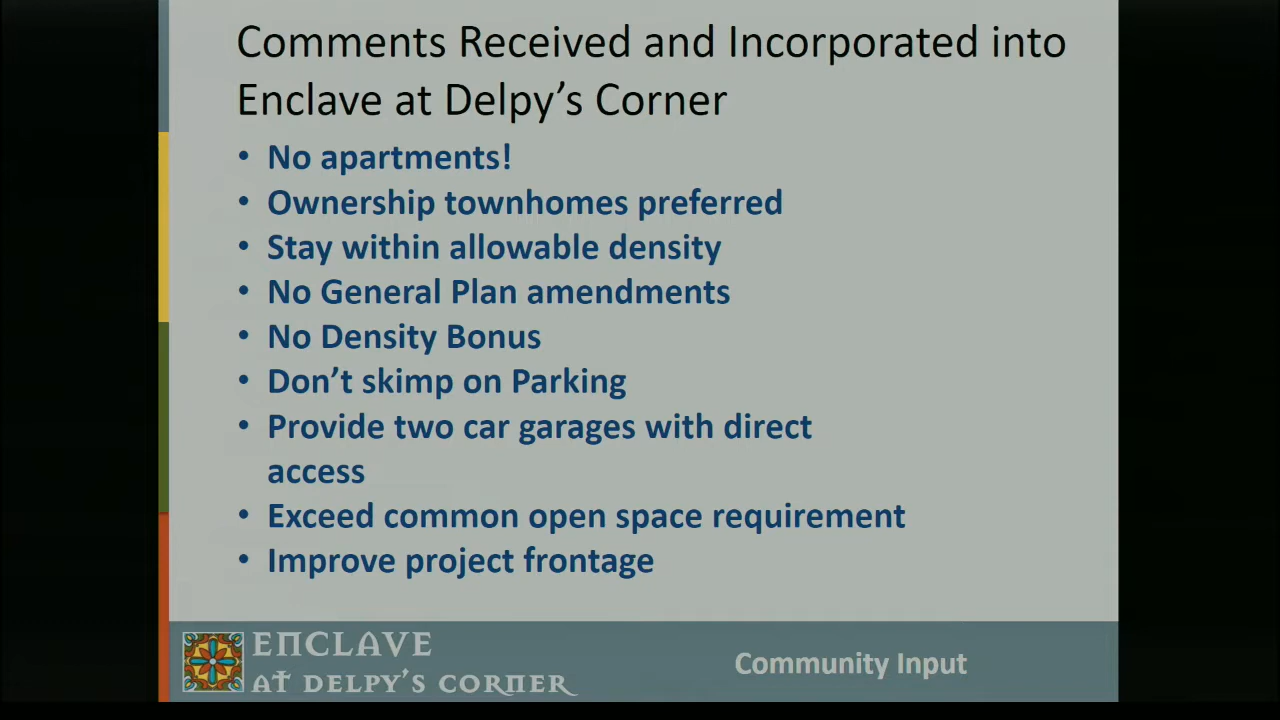 Comments Received and Incorporated into
Enclave at Delpy's Corner
• No apartments!
• Ownership townhomes preferred
• Stay within allowable density
• No General Plan amendments
• No Density Bonus
• Don't skimp on Parking
• Provide two car garages with direct
access
• Exceed common open space requirement
• Improve project frontage
ENCLAVE
AT DELPY'S CORNER
Community Input